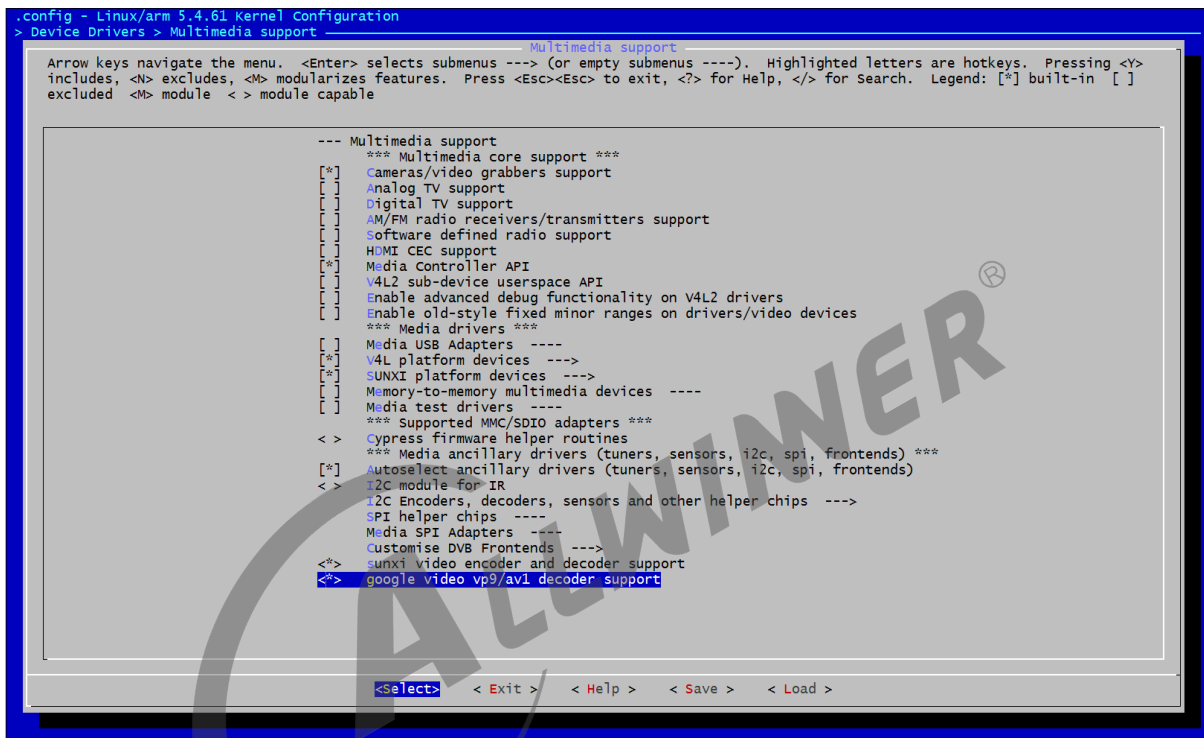 .config - Linux/arm 5.4.61 Kernel Configuration
> Device Drivers > Multimedia support
Multimedia support
Arrow keys navigate the menu.  <Enter> selects submenus ---> (or empty submenus ----).  Highlighted letters are hotkeys.  Pressing <Y>
includes, <N> excludes, <M> modularizes features.  Press <Esc><Esc> to exit, <?> for Help, </> for Search.  Legend: [*] built-in  [ ]
excluded  <M> module  < > module capable
--- Multimedia support
*** Multimedia core support ***
[*]   Cameras/video grabbers support
[ ]   Analog TV support
[ ]   Digital TV support
[ ]   AM/FM radio receivers/transmitters support
[ ]   Software defined radio support
[ ]   HDMI CEC support
[*]   Media Controller API
[ ]   V4L2 sub-device userspace API
[ ]   Enable advanced debug functionality on V4L2 drivers
[ ]   Enable old-style fixed minor ranges on drivers/video devices
*** Media drivers ***
[ ]   Media USB Adapters  ----
[*]   V4L platform devices  --->
[*]   SUNXI platform devices  --->
[ ]   Memory-to-memory multimedia devices  ----
[ ]   Media test drivers  ----
*** Supported MMC/SDIO adapters ***
< >   Cypress firmware helper routines
*** Media ancillary drivers (tuners, sensors, i2c, spi, frontends) ***
[*]   Autoselect ancillary drivers (tuners, sensors, i2c, spi, frontends)
< >   I2C module for IR
I2C Encoders, decoders, sensors and other helper chips  --->
SPI helper chips  ----
Media SPI Adapters  ----
Customise DVB Frontends  --->
<*>   sunxi video encoder and decoder support
<*>   google video vp9/av1 decoder support
ALLWINNER®
<Select>    < Exit >    < Help >    < Save >    < Load >